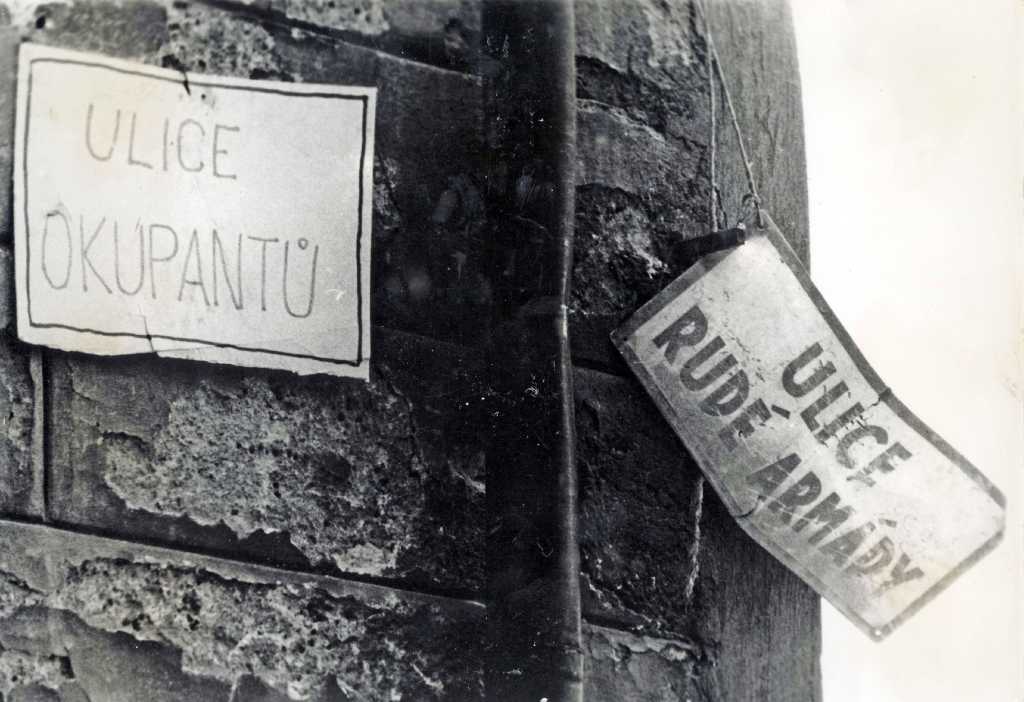 ULICE
OKUPANTŮ
ULICE
RUDÉ ARMÁDY